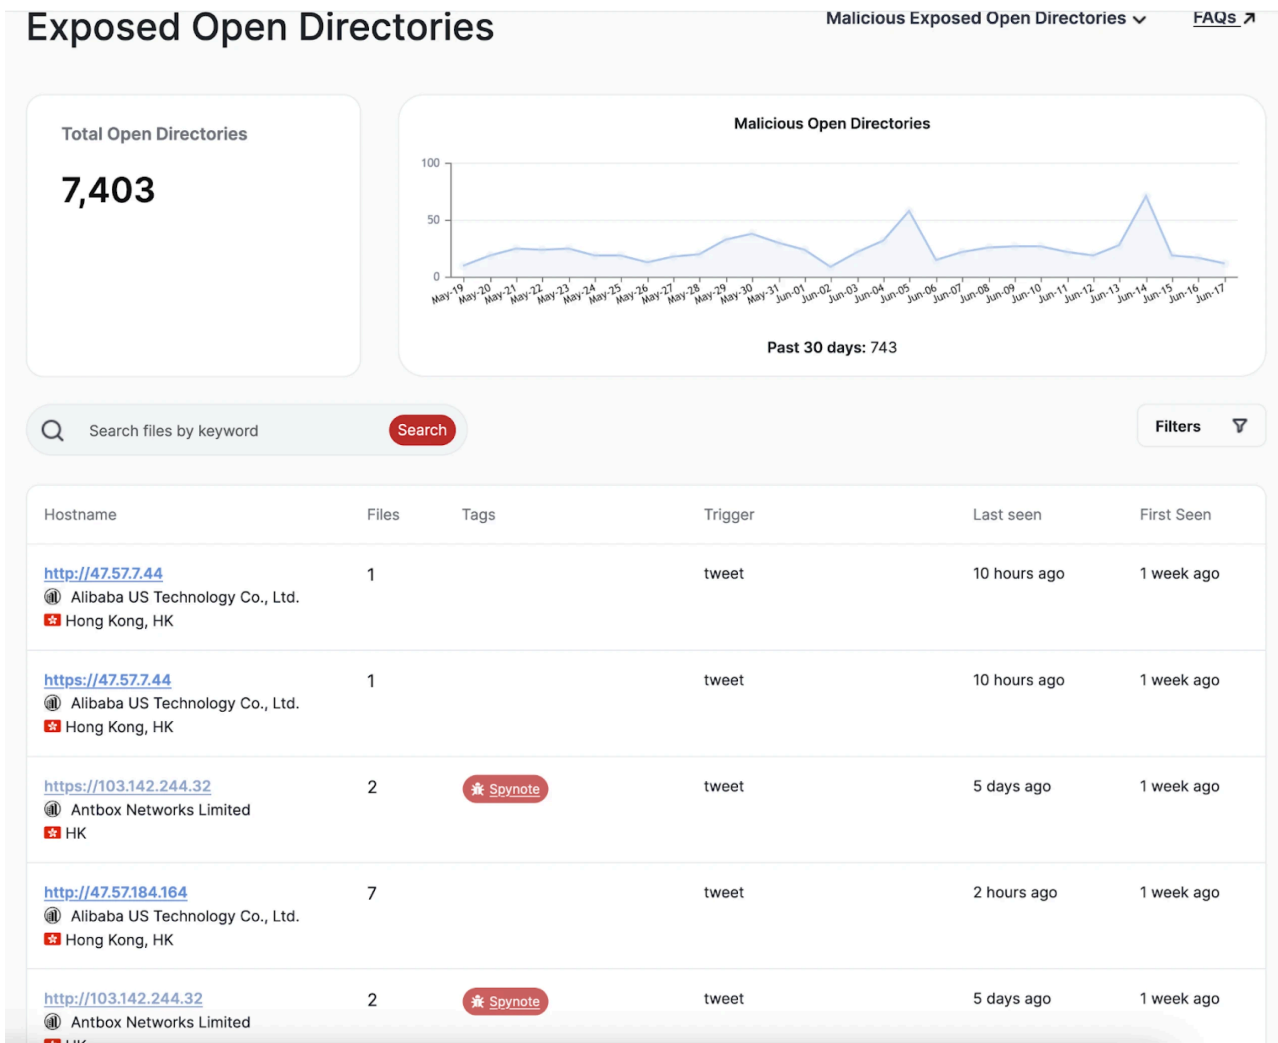 Exposed Open Directories
Malicious Exposed Open Directories
FAQs
Total Open Directories
7,403
Malicious Open Directories
100
50
0
May-19 May-20 May-21 May-22 May-23 May-24 May-25 May-26 May-27 May-28 May-29 May-30 May-31 Jun-01 Jun-02 Jun-03 Jun-04 Jun-05 Jun-06 Jun-07 Jun-08 Jun-09 Jun-10 Jun-11 Jun-12 Jun-13 Jun-14 Jun-15 Jun-16 Jun-17
Past 30 days: 743
Search files by keyword
Search
Filters
Hostname Files Tags Trigger Last seen First Seen
http://47.57.7.44 1 tweet 10 hours ago 1 week ago
Alibaba US Technology Co., Ltd.
Hong Kong, HK
https://47.57.7.44 1 tweet 10 hours ago 1 week ago
Alibaba US Technology Co., Ltd.
Hong Kong, HK
https://103.142.244.32 2 Spynote tweet 5 days ago 1 week ago
Antbox Networks Limited
HK
http://47.57.184.164 7 tweet 2 hours ago 1 week ago
Alibaba US Technology Co., Ltd.
Hong Kong, HK
http://103.142.244.32 2 Spynote tweet 5 days ago 1 week ago
Antbox Networks Limited